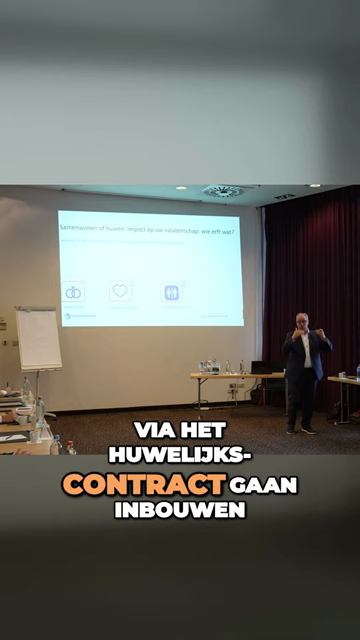 Samenwonen of huwen: impact op uw nalatenschap: wie erft wat?
VIA HET
HUWELIJKS-
CONTRACT GAAN
INBOUWEN